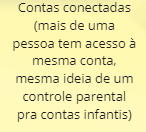 Contas conectadas
(mais de uma
pessoa tem acesso à
mesma conta,
mesma ideia de um
controle parental
pra contas infantis)